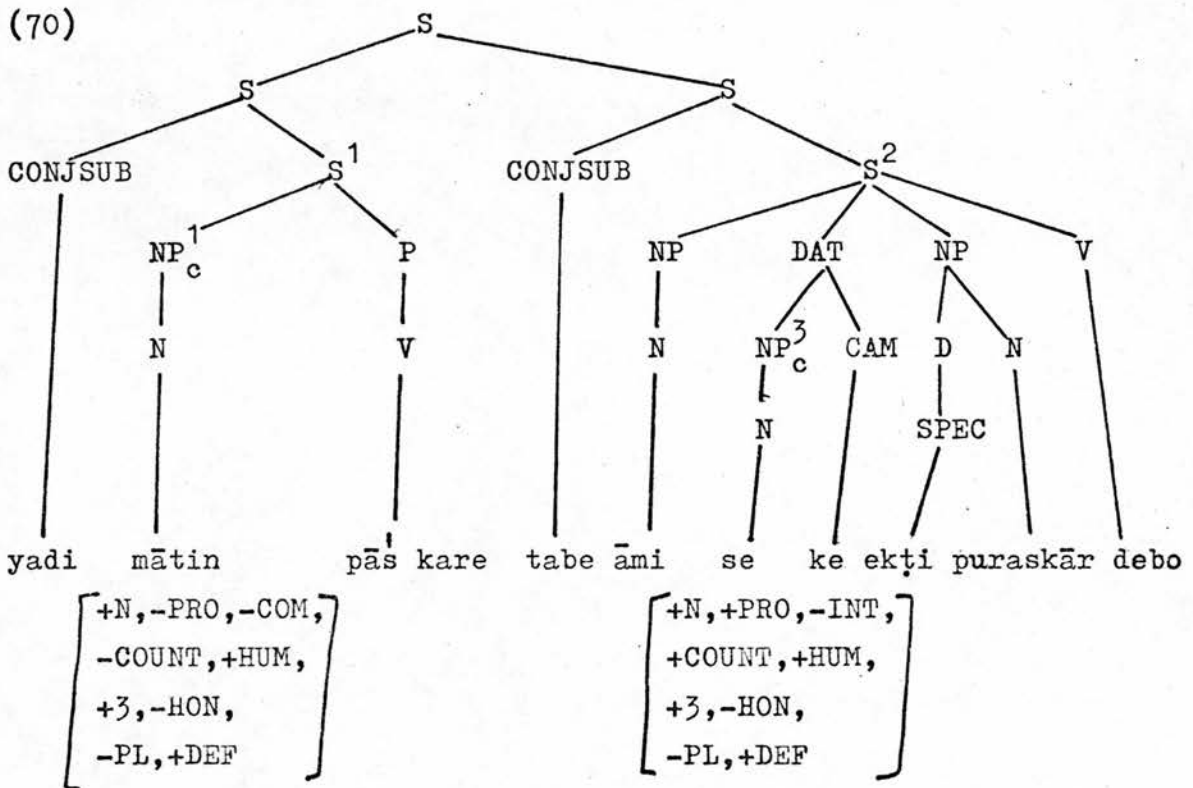 (70) S
S S
CONJSUB S¹ CONJSUB S²
NP¹c P NP DAT NP V
N V N NP³c CAM D N
N SPEC
yadi mātin pās' kare tabe āmi se ke ekṭi puraskār debo
+N,-PRO,-COM, +N,+PRO,-INT,
-COUNT,+HUM, +COUNT,+HUM,
+3,-HON, +3,-HON,
-PL,+DEF -PL,+DEF